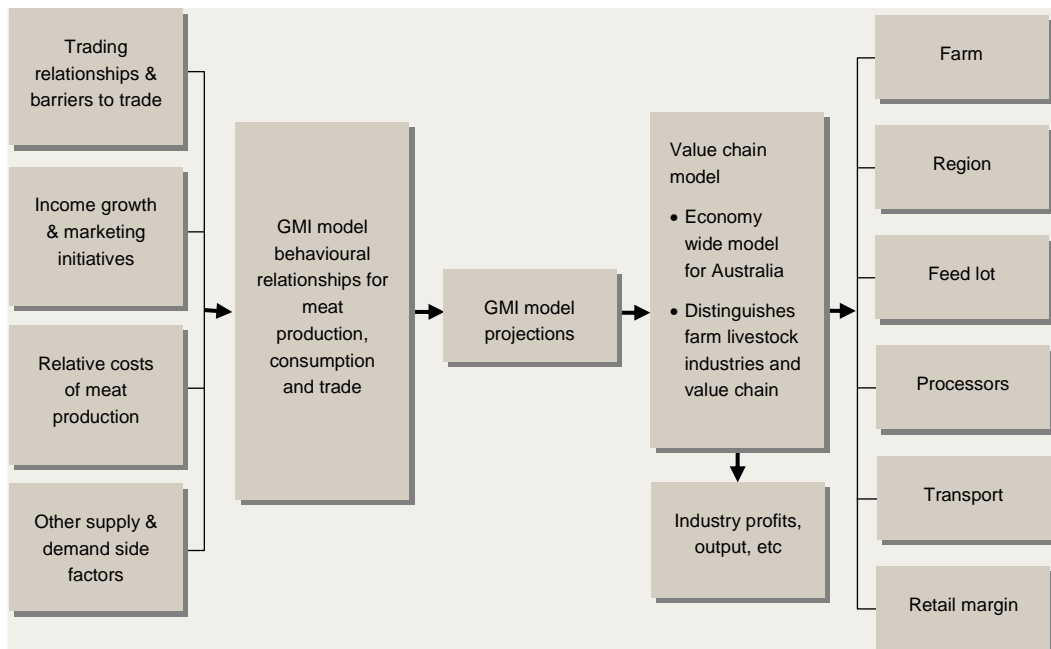 Trading
relationships &
barriers to trade
Income growth
& marketing
initiatives
Relative costs
of meat
production
Other supply &
demand side
factors
GMI model
behavioural
relationships for
meat
production,
consumption
and trade
GMI model
projections
Value chain
model
• Economy
wide model
for Australia
• Distinguishes
farm livestock
industries and
value chain
Industry profits,
output, etc
Farm
Region
Feed lot
Processors
Transport
Retail margin